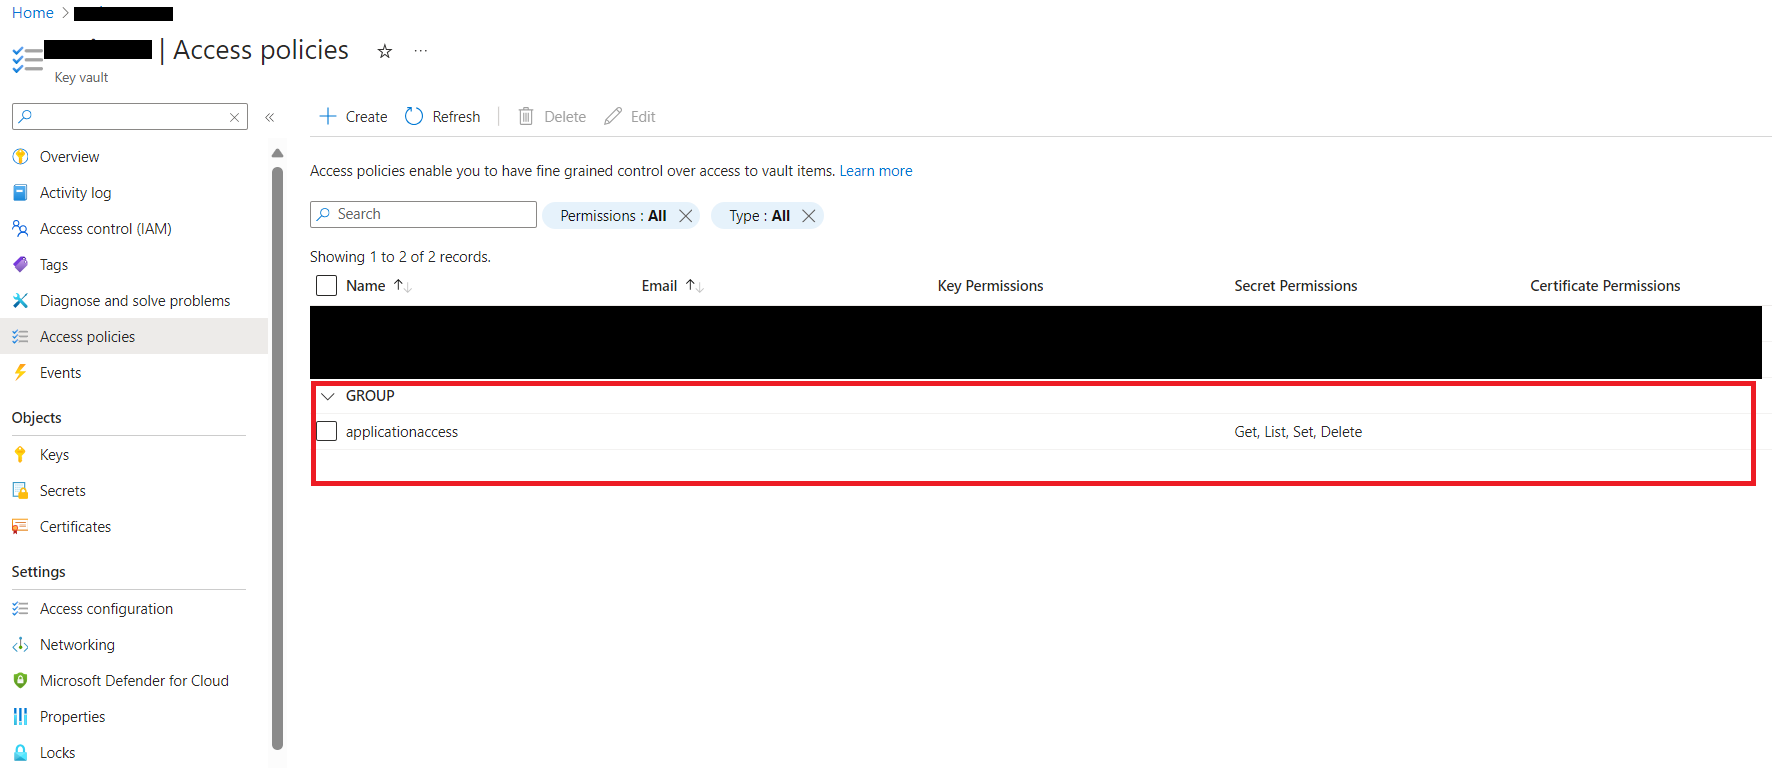 Home >
| Access policies ☆ ...
Key vault
«
+ Create Refresh | Delete Edit
Overview
Activity log
Access control (IAM)
Tags
Diagnose and solve problems
Access policies
Events
Objects
Keys
Secrets
Certificates
Settings
Access configuration
Networking
Microsoft Defender for Cloud
Properties
Locks
Access policies enable you to have fine grained control over access to vault items. Learn more
Search Permissions : All Type : All
Showing 1 to 2 of 2 records.
Name ↑↓ Email ↑↓ Key Permissions Secret Permissions Certificate Permissions
GROUP
applicationaccess Get, List, Set, Delete